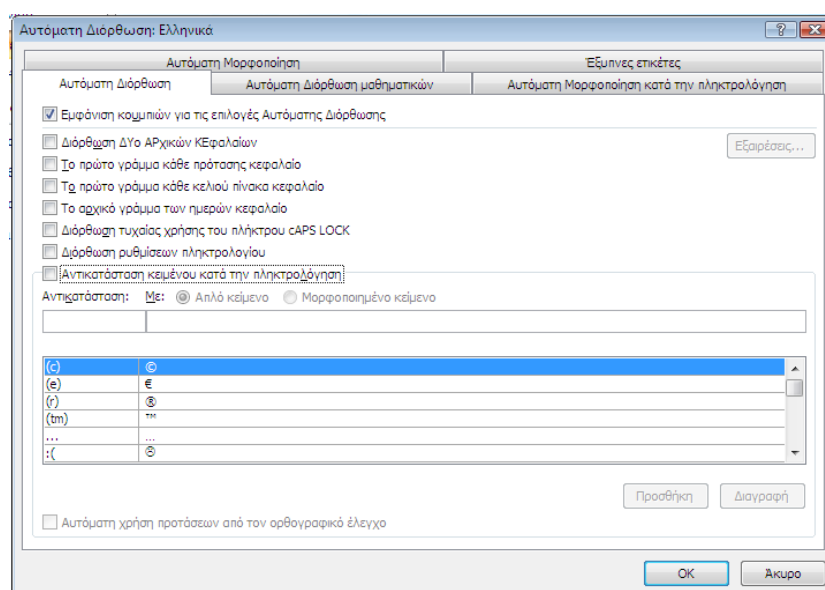 Αυτόματη Διόρθωση: Ελληνικά
Αυτόματη Μορφοποίηση Έξυπνες ετικέτες
Αυτόματη Διόρθωση Αυτόματη Διόρθωση μαθηματικών Αυτόματη Μορφοποίηση κατά την πληκτρολόγηση
Εμφάνιση κουμπιών για τις επιλογές Αυτόματης Διόρθωσης
Διόρθωση ΔΥο ΑΡχικών ΚΕφαλαίων Εξαιρέσεις...
Το πρώτο γράμμα κάθε πρότασης κεφαλαίο
Το πρώτο γράμμα κάθε κελιού πίνακα κεφαλαίο
Το αρχικό γράμμα των ημερών κεφαλαίο
Διόρθωση τυχαίας χρήσης του πλήκτρου cAPS LOCK
Διόρθωση ρυθμίσεων πληκτρολογίου
Αντικατάσταση κειμένου κατά την πληκτρολόγηση
Αντικατάσταση: Με: Απλό κείμενο Μορφοποιημένο κείμενο
(c) ©
(e) €
(r) ®
(tm) ™
... …
:( ☹
Προσθήκη Διαγραφή
Αυτόματη χρήση προτάσεων από τον ορθογραφικό έλεγχο
OK Άκυρο